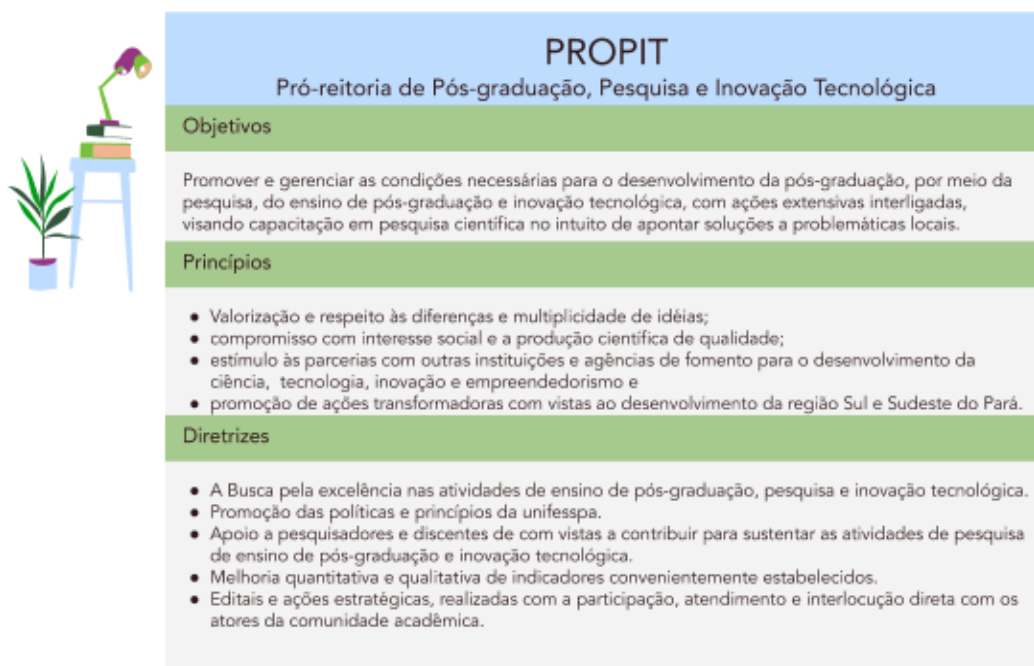 PROPIT
Pró-reitoria de Pós-graduação, Pesquisa e Inovação Tecnológica
Objetivos
Promover e gerenciar as condições necessárias para o desenvolvimento da pós-graduação, por meio da
pesquisa, do ensino de pós-graduação e inovação tecnológica, com ações extensivas interligadas,
visando capacitação em pesquisa científica no intuito de apontar soluções a problemáticas locais.
Princípios
● Valorização e respeito às diferenças e multiplicidade de idéias;
● compromisso com interesse social e a produção científica de qualidade;
● estímulo às parcerias com outras instituições e agências de fomento para o desenvolvimento da
ciência, tecnologia, inovação e empreendedorismo e
● promoção de ações transformadoras com vistas ao desenvolvimento da região Sul e Sudeste do Pará.
Diretrizes
● A Busca pela excelência nas atividades de ensino de pós-graduação, pesquisa e inovação tecnológica.
● Promoção das políticas e princípios da unifesspa.
● Apoio a pesquisadores e discentes de com vistas a contribuir para sustentar as atividades de pesquisa
de ensino de pós-graduação e inovação tecnológica.
● Melhoria quantitativa e qualitativa de indicadores convenientemente estabelecidos.
● Editais e ações estratégicas, realizadas com a participação, atendimento e interlocução direta com os
atores da comunidade acadêmica.